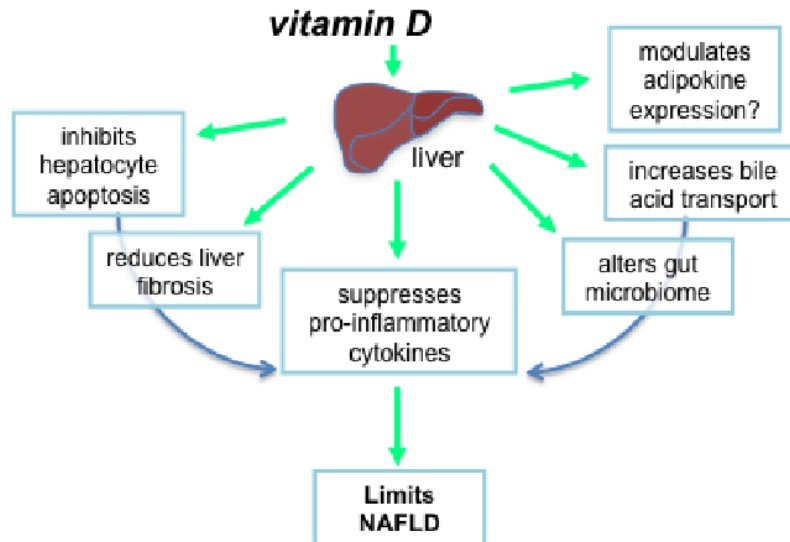 vitamin D
modulates
adipokine
expression?
inhibits
hepatocyte
apoptosis
liver
increases bile
acid transport
reduces liver
fibrosis
suppresses
pro-inflammatory
cytokines
alters gut
microbiome
Limits
NAFLD